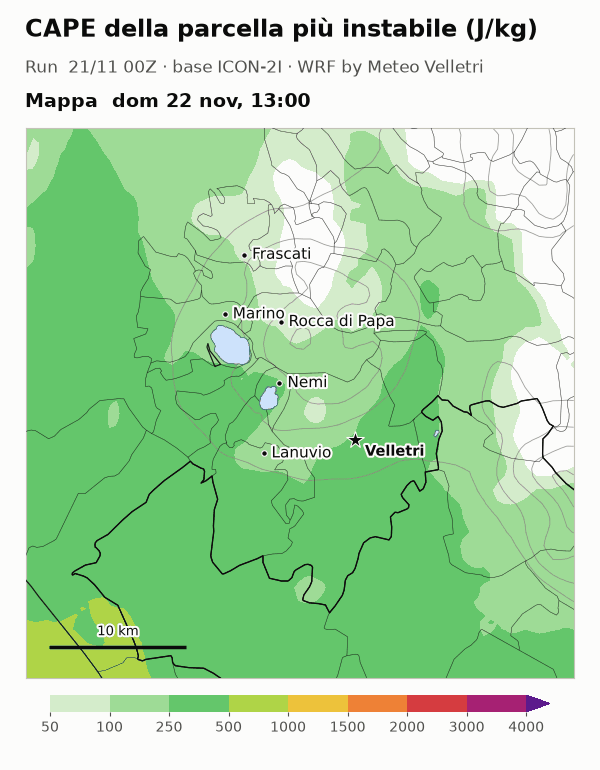 CAPE della parcella più instabile (J/kg)
Run  21/11 00Z · base ICON-2I · WRF by Meteo Velletri
Mappa  dom 22 nov, 13:00
Frascati
Marino
Rocca di Papa
Nemi
Velletri
Lanuvio
10 km
50 100 250 500 1000 1500 2000 3000 4000